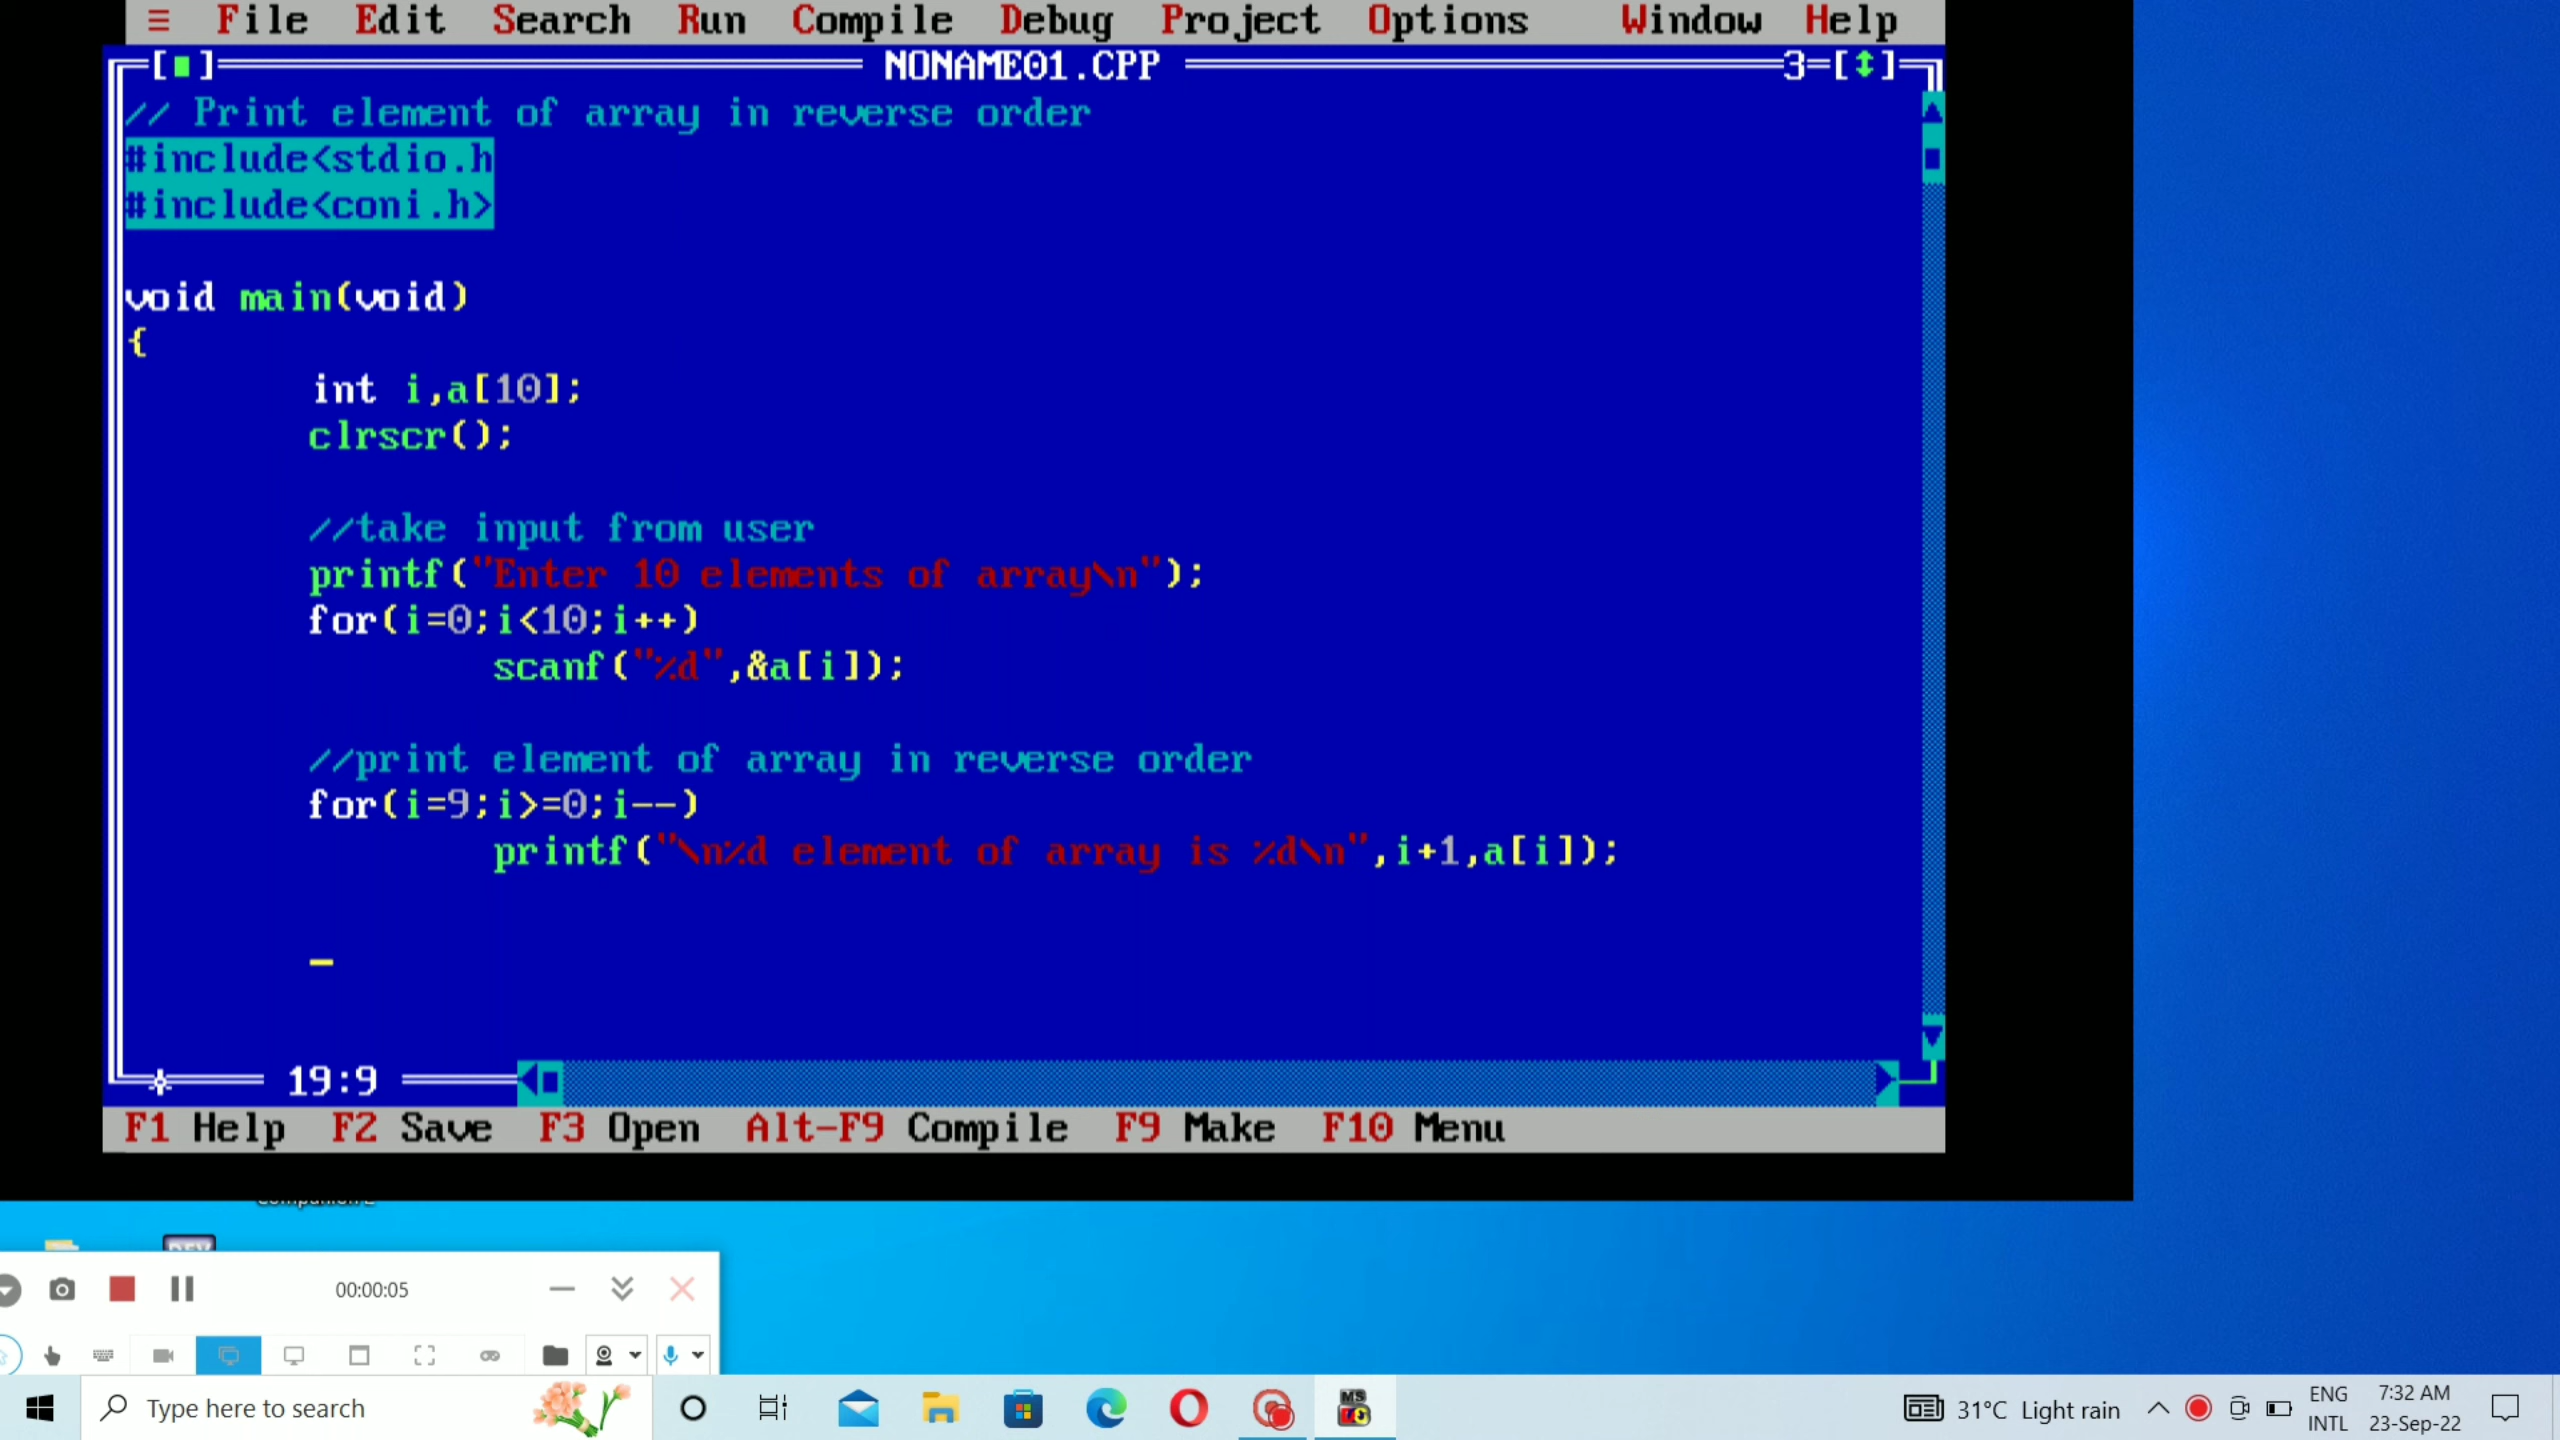 ≡ File Edit Search Run Compile Debug Project Options Window Help
[■] NONAME01.CPP 3=[↕]
// Print element of array in reverse order
#include<stdio.h
#include<coni.h>
void main(void)
{
int i,a[10];
clrscr();
//take input from user
printf("Enter 10 elements of array\n");
for(i=0;i<10;i++)
scanf("%d",&a[i]);
//print element of array in reverse order
for(i=9;i>=0;i--)
printf("\n%d element of array is %d\n",i+1,a[i]);
19:9
F1 Help F2 Save F3 Open Alt-F9 Compile F9 Make F10 Menu
00:00:05
Type here to search
MS
31°C Light rain
ENG
INTL
7:32 AM
23-Sep-22